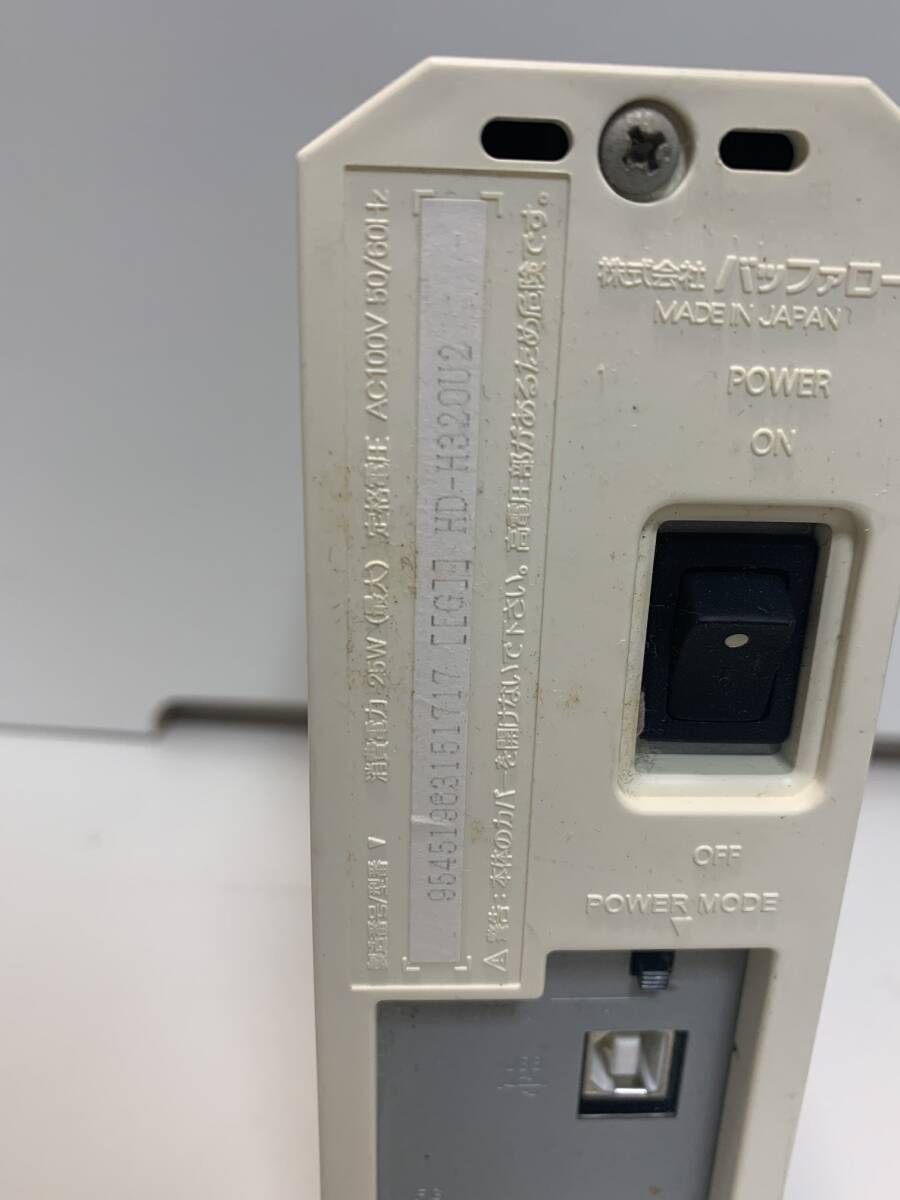 株式会社 バッファロー
MADE IN JAPAN
POWER
ON
OFF
POWER MODE
製造番号/型番 V 消費電力 25W (最大) 定格電圧 AC100V 50/60Hz
95451963151717 [[G]] HD-H320U2
警告:本体のカバーを開けないで下さい。高電圧部があるため危険です。